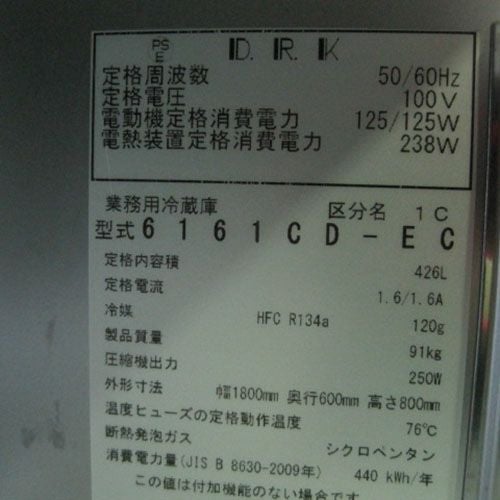 PS
E D.R.K
定格周波数 50/60Hz
定格電圧 100V
電動機定格消費電力 125/125W
電熱装置定格消費電力 238W
業務用冷蔵庫 区分名 1C
型式 6161CD-EC
定格内容積 426L
定格電流 1.6/1.6A
冷媒 HFC R134a 120g
製品質量 91kg
圧縮機出力 250W
外形寸法 幅1800mm 奥行600mm 高さ800mm
温度ヒューズの定格動作温度 76℃
断熱発泡ガス シクロペンタン
消費電力量(JIS B 8630-2009年) 440 kWh/年
この値は付加機能のない場合です